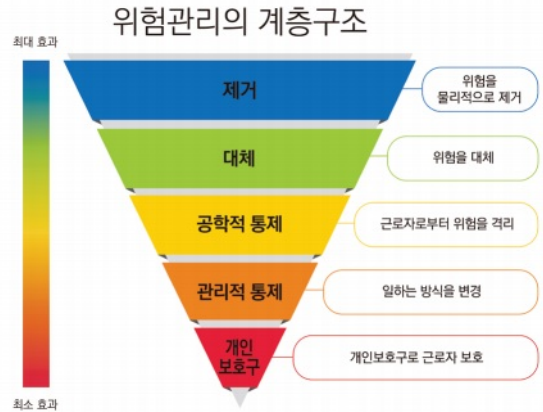 위험관리의 계층구조
최대 효과
제거
위험을
물리적으로 제거
대체
위험을 대체
공학적 통제
근로자로부터 위험을 격리
관리적 통제
일하는 방식을 변경
개인
보호구
개인보호구로 근로자 보호
최소 효과